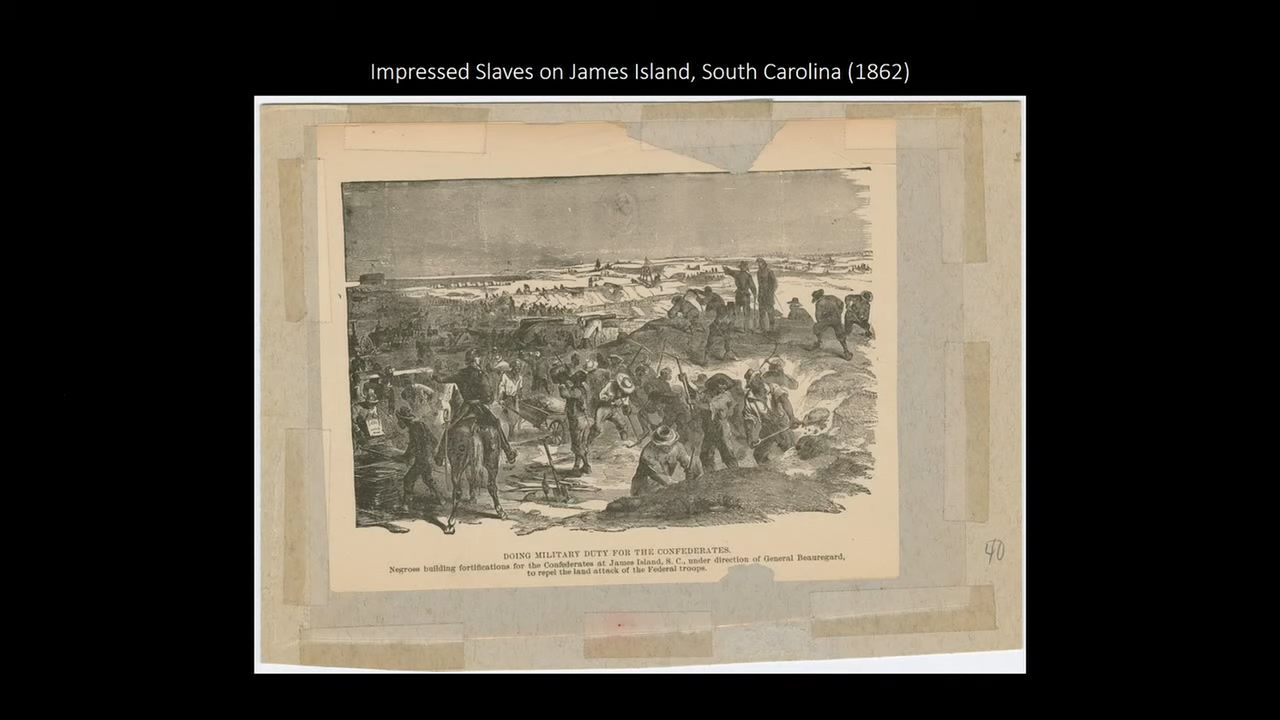 Impressed Slaves on James Island, South Carolina (1862)
DOING MILITARY DUTY FOR THE CONFEDERATES.
Negroes building fortifications for the Confederates at James Island, S. C., under direction of General Beauregard,
to repel the land attack of the Federal troops.
40